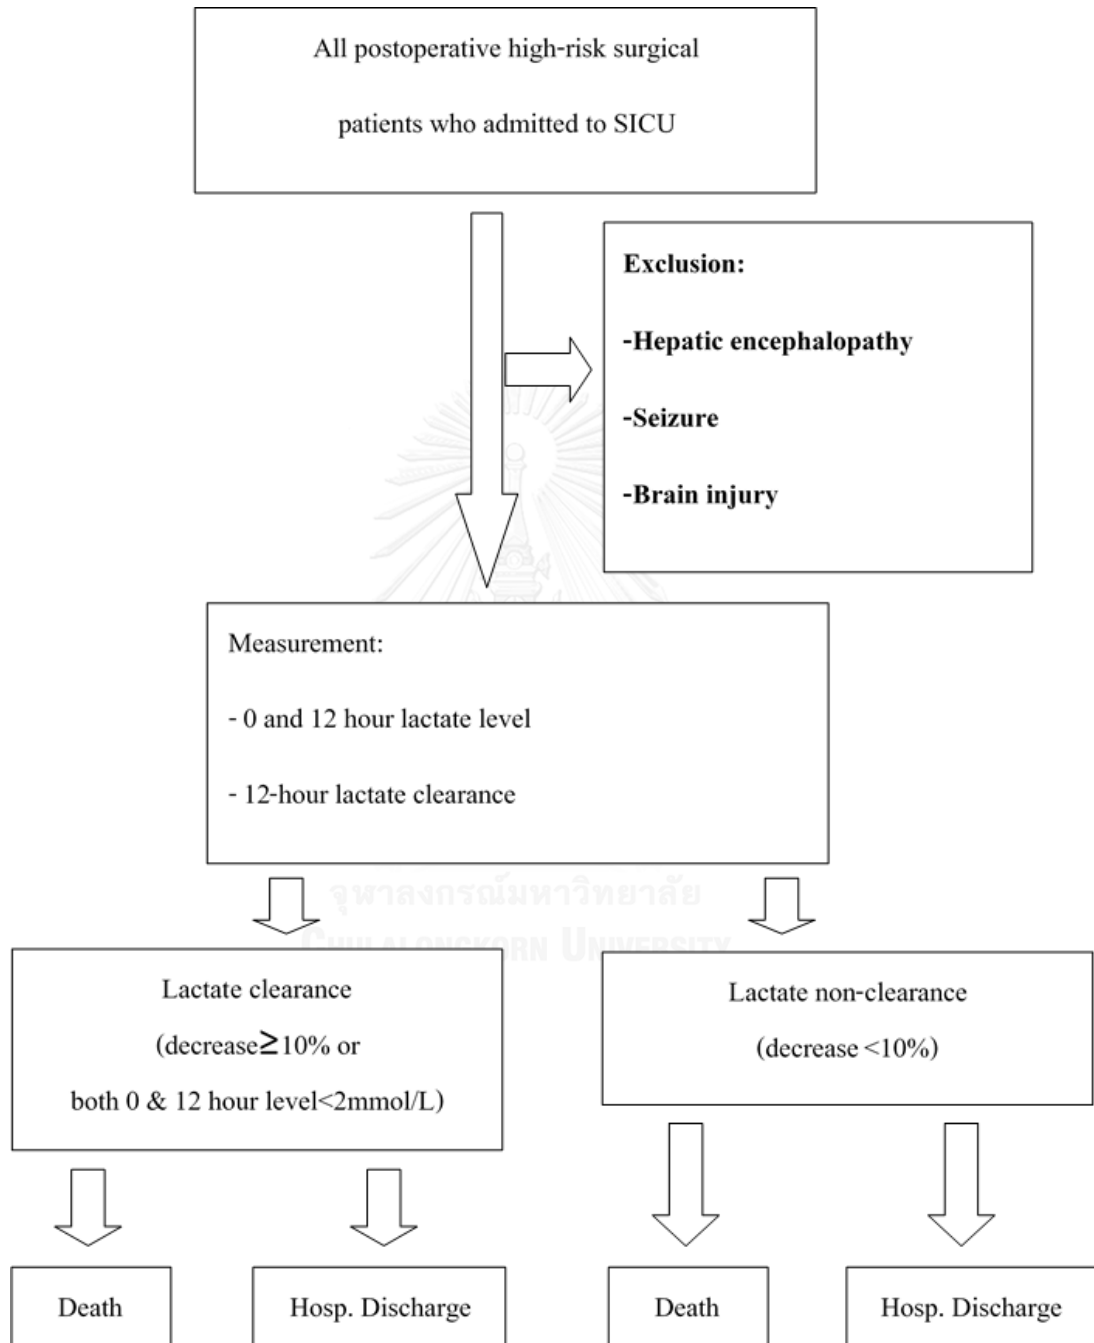 All postoperative high-risk surgical
patients who admitted to SICU
Exclusion:
-Hepatic encephalopathy
-Seizure
-Brain injury
Measurement:
- 0 and 12 hour lactate level
- 12-hour lactate clearance
จุฬาลงกรณ์มหาวิทยาลัย
CHULALONGKORN UNIVERSITY
Lactate clearance
(decrease≥10% or
both 0 & 12 hour level<2mmol/L)
Lactate non-clearance
(decrease <10%)
Death
Hosp. Discharge
Death
Hosp. Discharge